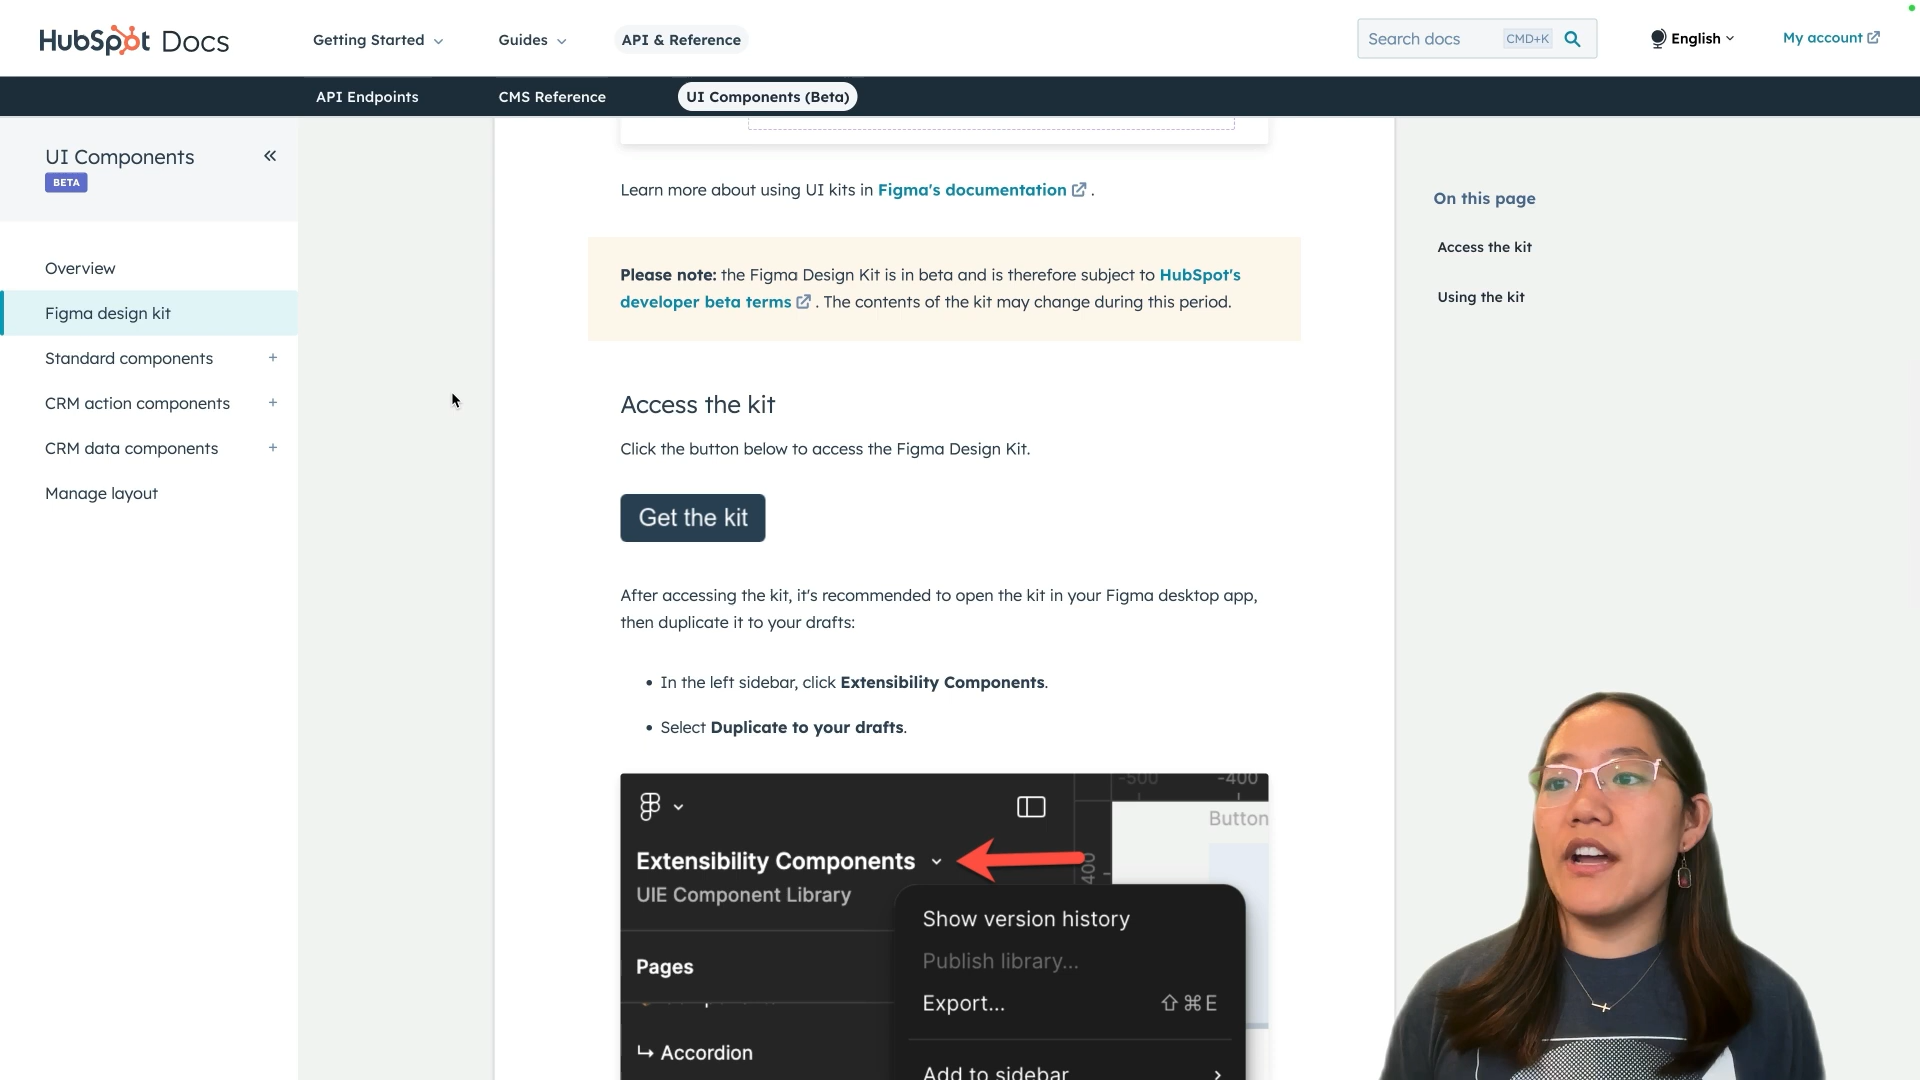 HubSpot Docs
Getting Started
Guides
API & Reference
Search docs
CMD+K
English
My account
API Endpoints
CMS Reference
UI Components (Beta)
UI Components
BETA
Overview
Figma design kit
Standard components
CRM action components
CRM data components
Manage layout
Learn more about using UI kits in Figma's documentation .
Please note: the Figma Design Kit is in beta and is therefore subject to HubSpot's
developer beta terms . The contents of the kit may change during this period.
Access the kit
Click the button below to access the Figma Design Kit.
Get the kit
After accessing the kit, it's recommended to open the kit in your Figma desktop app,
then duplicate it to your drafts:
• In the left sidebar, click Extensibility Components.
• Select Duplicate to your drafts.
-500
-400
Button
Extensibility Components
400
UIE Component Library
Show version history
Publish library...
Pages
Export... ⇧⌘E
↳ Accordion
Add to sidebar
On this page
Access the kit
Using the kit